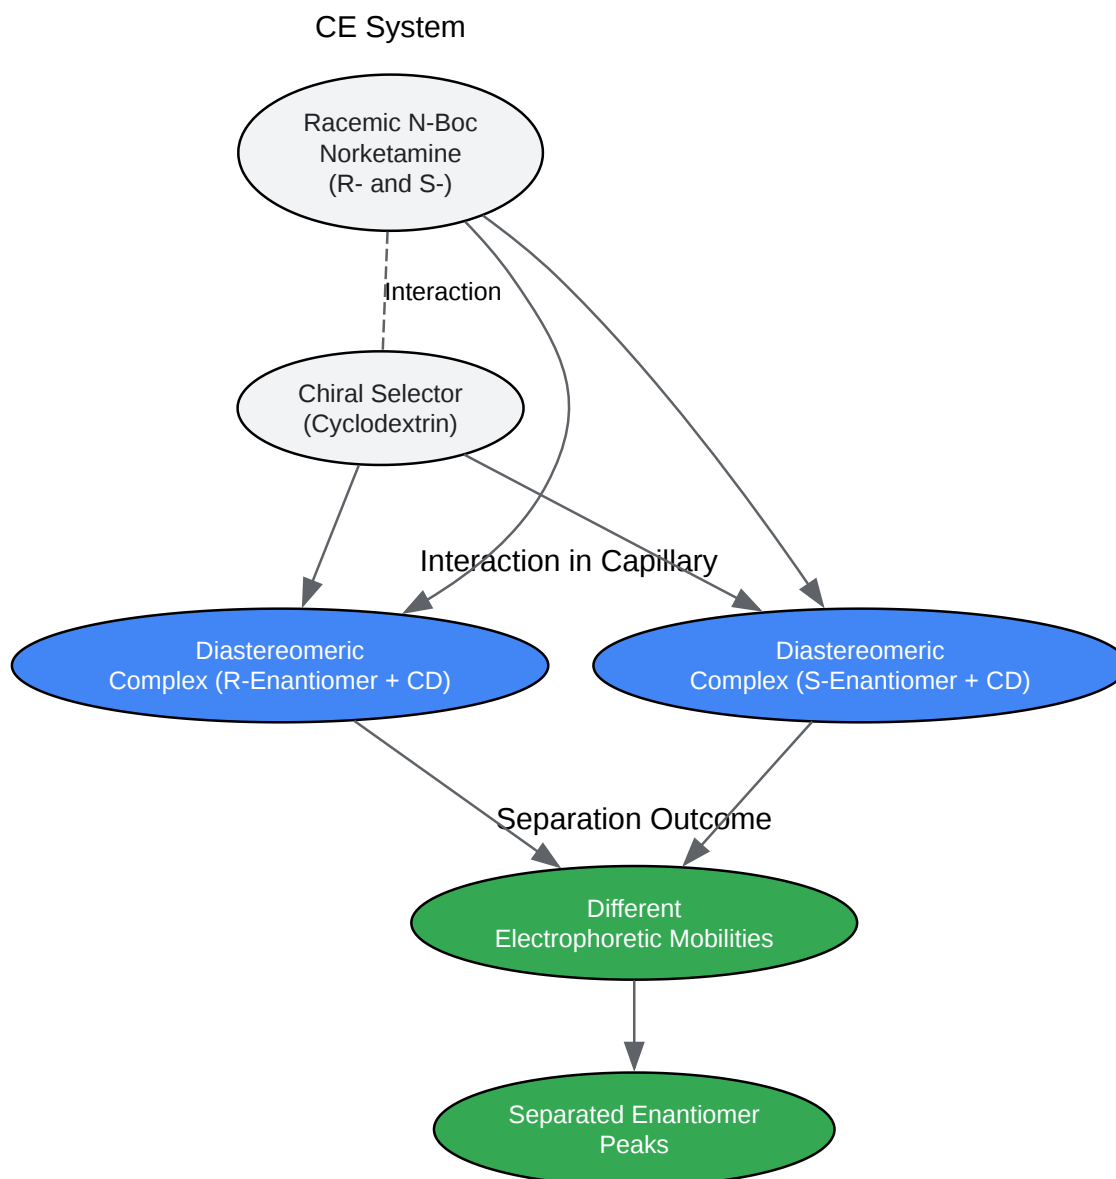 CE System
Racemic N-Boc
Norketamine
(R- and S-)
Interaction
Chiral Selector
(Cyclodextrin)
Interaction in Capillary
Diastereomeric
Complex (R-Enantiomer + CD)
Diastereomeric
Complex (S-Enantiomer + CD)
Separation Outcome
Different
Electrophoretic Mobilities
Separated Enantiomer
Peaks